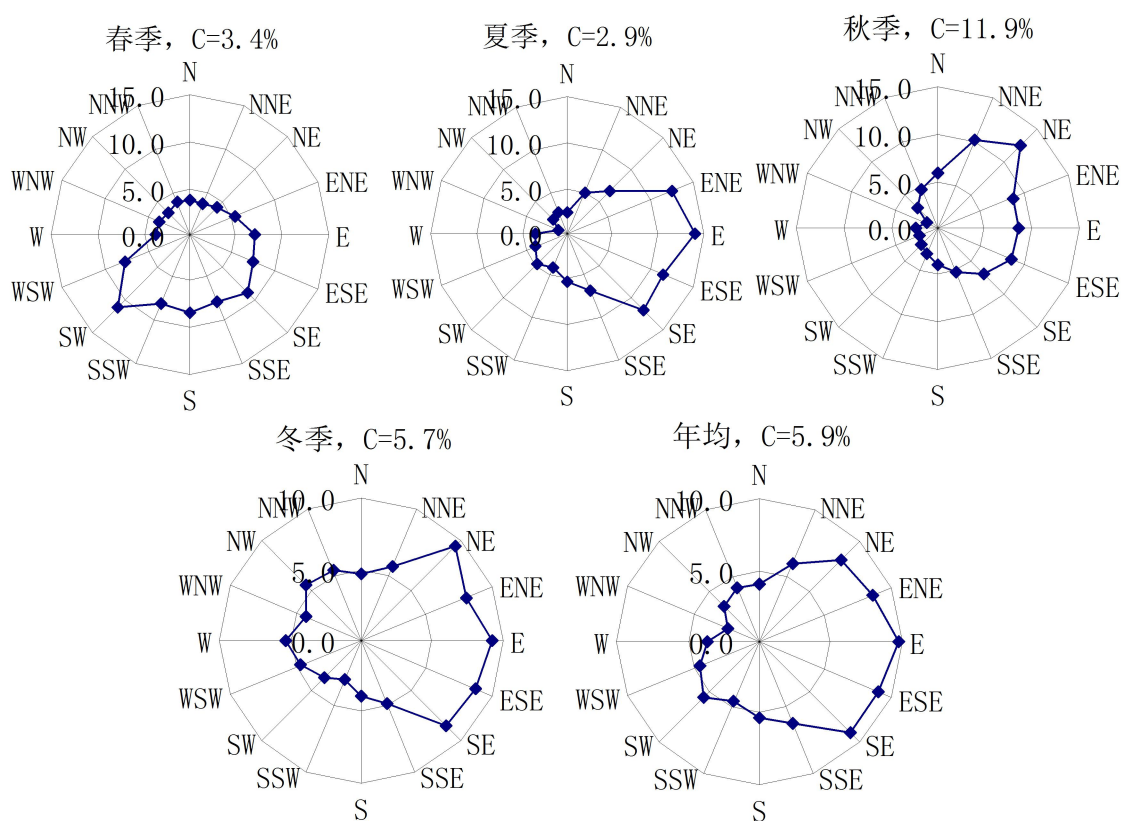 春季，C=3.4%
N
NNE
NE
ENE
E
ESE
SE
SSE
S
SSW
SW
WSW
W
WNW
NW
NNW
15.0
10.0
5.0
0.0
夏季，C=2.9%
N
NNE
NE
ENE
E
ESE
SE
SSE
S
SSW
SW
WSW
W
WNW
NW
NNW
15.0
10.0
5.0
0.0
秋季，C=11.9%
N
NNE
NE
ENE
E
ESE
SE
SSE
S
SSW
SW
WSW
W
WNW
NW
NNW
15.0
10.0
5.0
0.0
冬季，C=5.7%
N
NNE
NE
ENE
E
ESE
SE
SSE
S
SSW
SW
WSW
W
WNW
NW
NNW
10.0
5.0
0.0
年均，C=5.9%
N
NNE
NE
ENE
E
ESE
SE
SSE
S
SSW
SW
WSW
W
WNW
NW
NNW
10.0
5.0
0.0